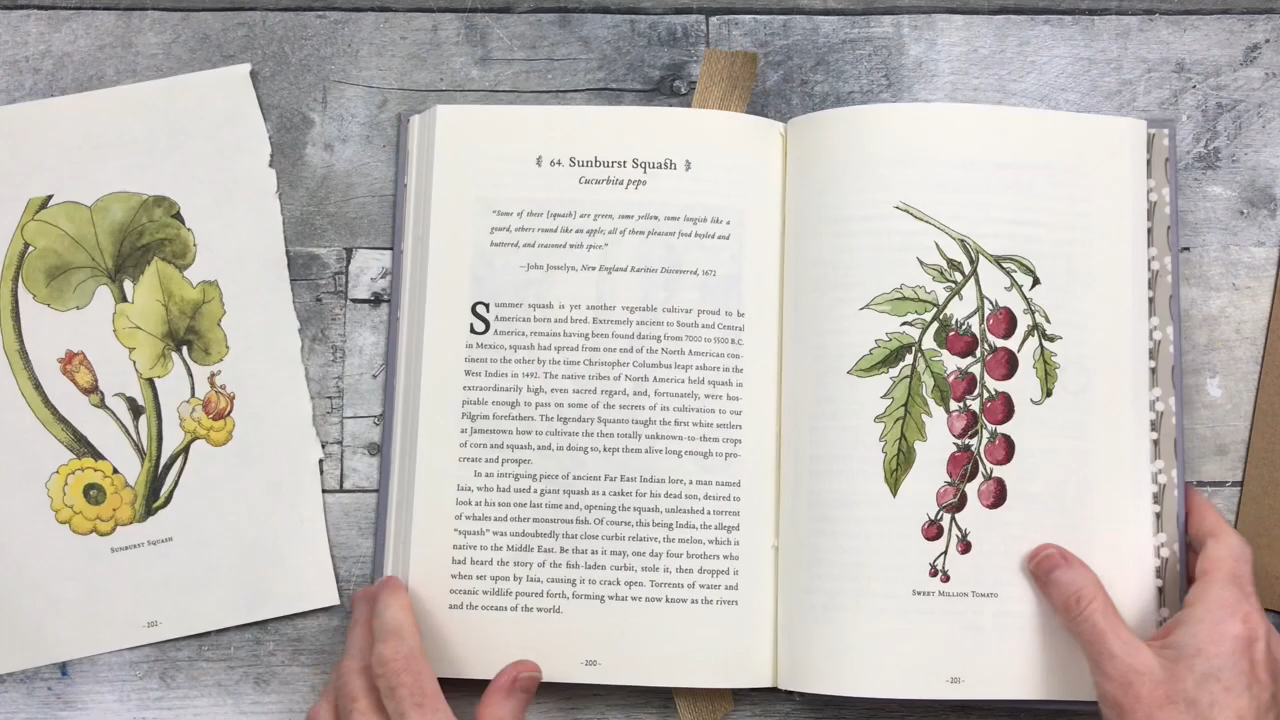 SUNBURST SQUASH
-202-
64. Sunburst Squash
Cucurbita pepo
"Some of these [squash] are green, some yellow, some longish like a
gourd, others round like an apple; all of them pleasant food boyled and
buttered, and seasoned with spice."
—John Josselyn, New England Rarities Discovered, 1672
Summer squash is yet another vegetable cultivar proud to be
American born and bred. Extremely ancient to South and Central
America, remains having been found dating from 7000 to 5500 B.C.
in Mexico, squash had spread from one end of the North American con-
tinent to the other by the time Christopher Columbus leapt ashore in the
West Indies in 1492. The native tribes of North America held squash in
extraordinarily high, even sacred regard, and, fortunately, were hos-
pitable enough to pass on some of the secrets of its cultivation to our
Pilgrim forefathers. The legendary Squanto taught the first white settlers
at Jamestown how to cultivate the then totally unknown-to-them crops
of corn and squash, and, in doing so, kept them alive long enough to pro-
create and prosper.
In an intriguing piece of ancient Far East Indian lore, a man named
Iaia, who had used a giant squash as a casket for his dead son, desired to
look at his son one last time and, opening the squash, unleashed a torrent
of whales and other monstrous fish. Of course, this being India, the alleged
"squash" was undoubtedly that close curbit relative, the melon, which is
native to the Middle East. Be that as it may, one day four brothers who
had heard the story of the fish-laden curbit, stole it, then dropped it
when set upon by Iaia, causing it to crack open. Torrents of water and
oceanic wildlife poured forth, forming what we now know as the rivers
and the oceans of the world.
-200-
SWEET MILLION TOMATO
-203-